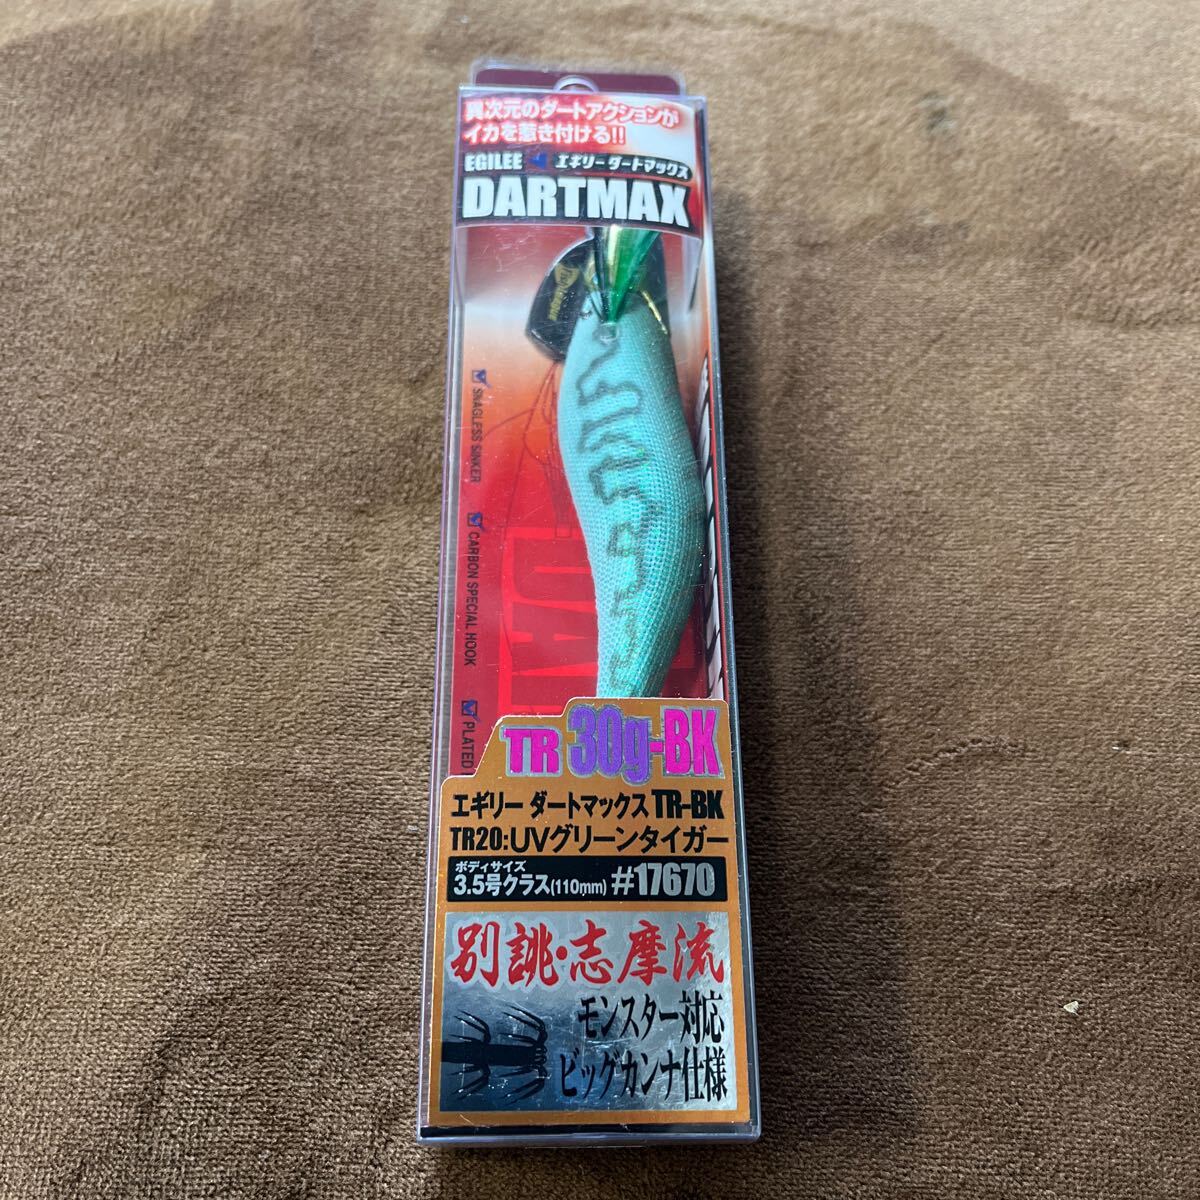 異次元のダートアクションが
イカを惹き付ける!!
EGILEE エギリー ダートマックス
DARTMAX
SNAGLESS SINKER
CARBON SPECIAL HOOK
PLATED
TR 30g-BK
エギリー ダートマックス TR-BK
TR20:UVグリーンタイガー
ボディサイズ
3.5号クラス(110mm) #17670
別誂・志摩流
モンスター対応
ビッグカンナ仕様